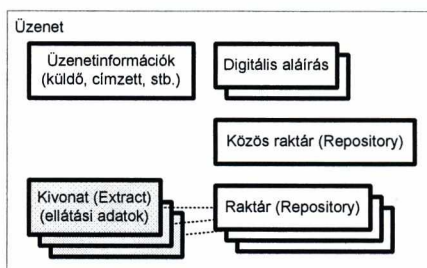 Üzenet
Üzenetinformációk
(küldő, címzett, stb.)
Digitális aláírás
Közös raktár (Repository)
Kivonat (Extract)
(ellátási adatok)
Raktár (Repository)